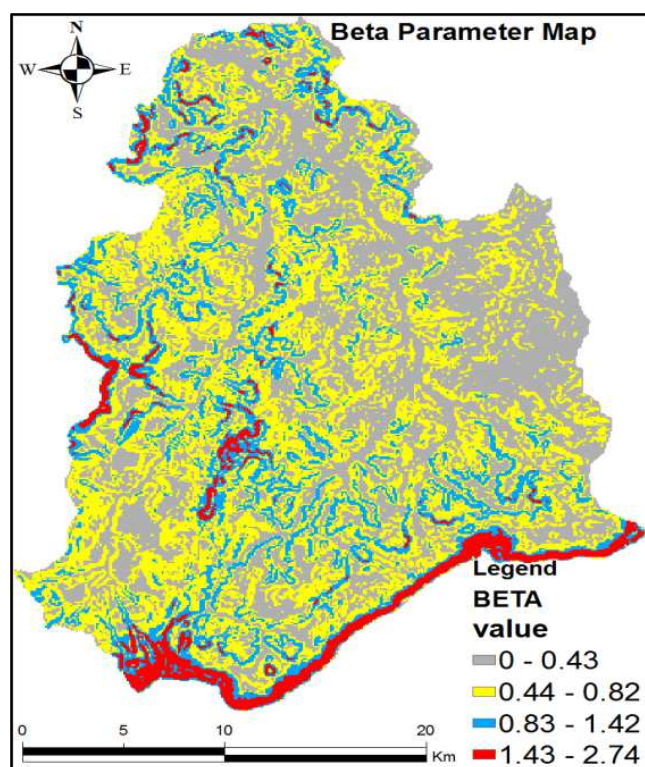 Beta Parameter Map
N
W E
S
Legend
BETA
value
0 - 0.43
0.44 - 0.82
0.83 - 1.42
1.43 - 2.74
0 5 10 20
Km